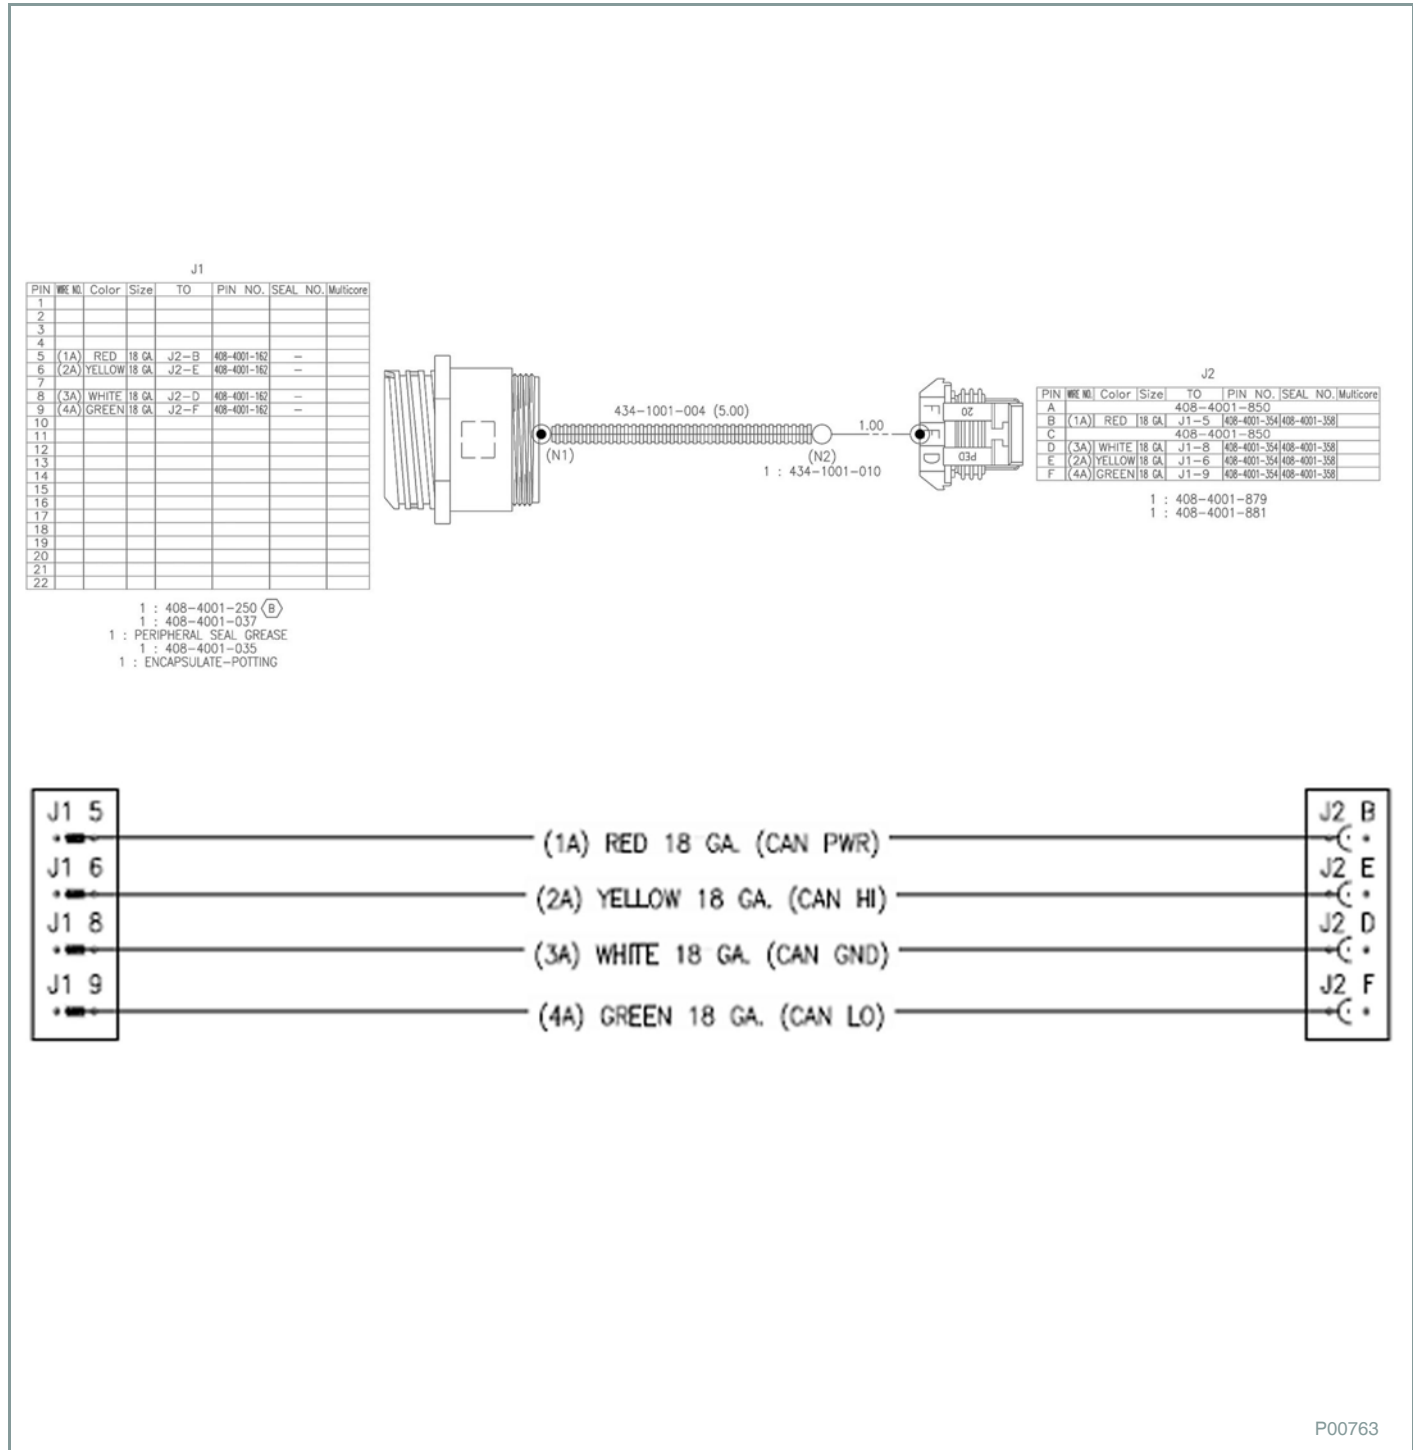 J1
PIN WIRE NO. Color Size TO PIN NO. SEAL NO. Multicore
1
2
3
4
5 (1A) RED 18 GA. J2-B 408-4001-162 -
6 (2A) YELLOW 18 GA. J2-E 408-4001-162 -
7
8 (3A) WHITE 18 GA. J2-D 408-4001-162 -
9 (4A) GREEN 18 GA. J2-F 408-4001-162 -
10
11
12
13
14
15
16
17
18
19
20
21
22
1 : 408-4001-250 B
1 : 408-4001-037
1 : PERIPHERAL SEAL GREASE
1 : 408-4001-035
1 : ENCAPSULATE-POTTING
434-1001-004 (5.00)
(N1)
(N2)
1 : 434-1001-010
1.00
F
20
D
PED
J2
PIN WIRE NO. Color Size TO PIN NO. SEAL NO. Multicore
A 408-4001-850
B (1A) RED 18 GA. J1-5 408-4001-354 408-4001-358
C 408-4001-850
D (3A) WHITE 18 GA. J1-8 408-4001-354 408-4001-358
E (2A) YELLOW 18 GA. J1-6 408-4001-354 408-4001-358
F (4A) GREEN 18 GA. J1-9 408-4001-354 408-4001-358
1 : 408-4001-879
1 : 408-4001-881
J1 5 (1A) RED 18 GA. (CAN PWR) J2 B
J1 6 (2A) YELLOW 18 GA. (CAN HI) J2 E
J1 8 (3A) WHITE 18 GA. (CAN GND) J2 D
J1 9 (4A) GREEN 18 GA. (CAN LO) J2 F
P00763